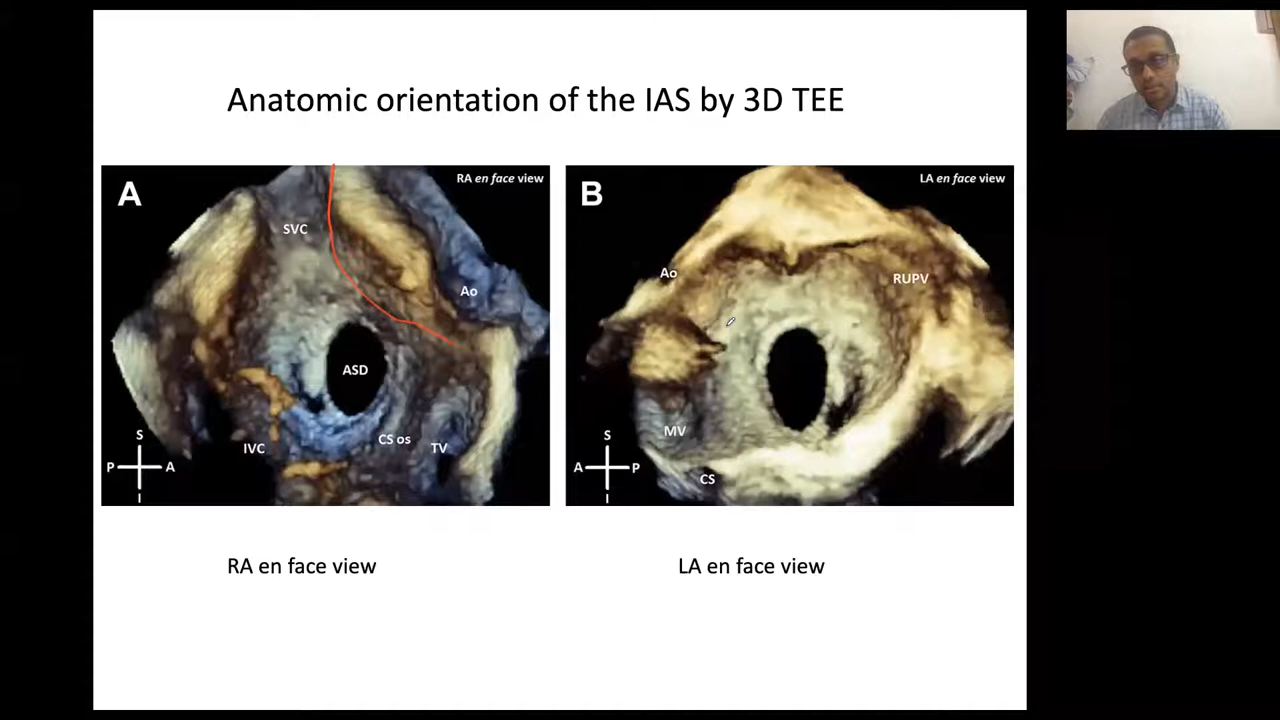 Anatomic orientation of the IAS by 3D TEE
A
RA en face view
SVC
Ao
ASD
S
P
A
I
IVC
CS os
TV
B
LA en face view
Ao
RUPV
S
A
P
I
MV
CS
RA en face view
LA en face view